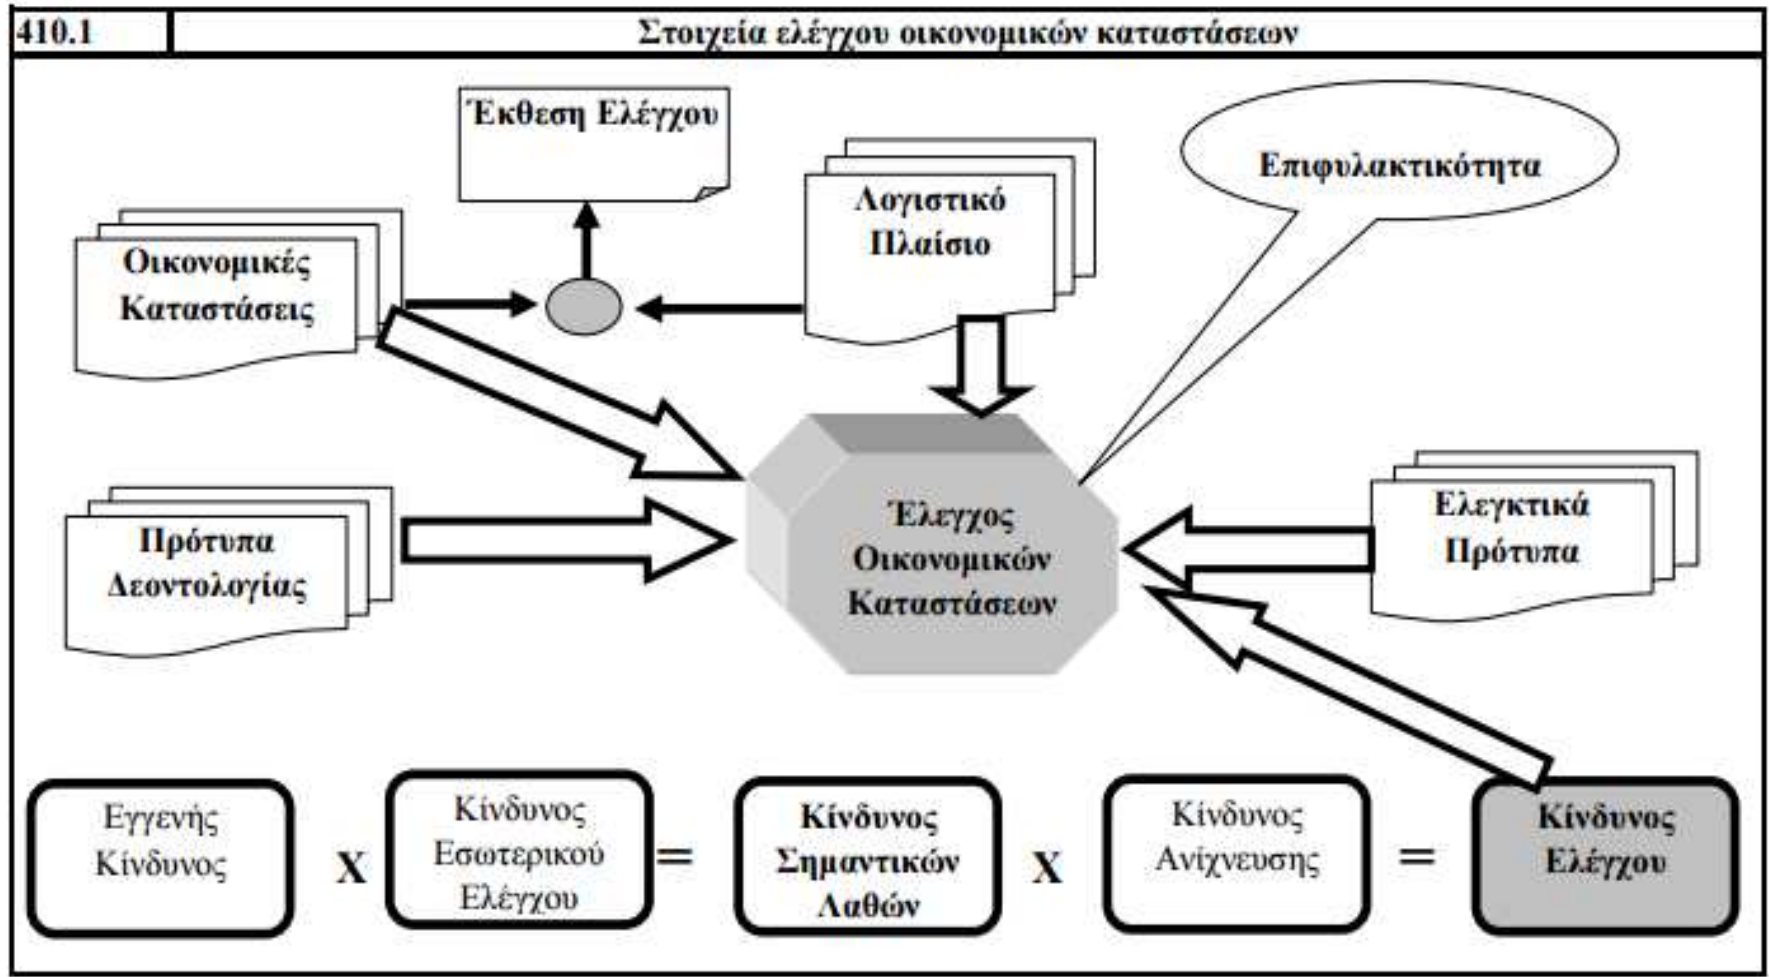 410.1
Στοιχεία ελέγχου οικονομικών καταστάσεων
Έκθεση Ελέγχου
Επιφυλακτικότητα
Λογιστικό
Πλαίσιο
Οικονομικές
Καταστάσεις
Πρότυπα
Δεοντολογίας
Έλεγχος
Οικονομικών
Καταστάσεων
Ελεγκτικά
Πρότυπα
Εγγενής
Κίνδυνος
X
Κίνδυνος
Εσωτερικού
Ελέγχου
=
Κίνδυνος
Σημαντικών
Λαθών
X
Κίνδυνος
Ανίχνευσης
=
Κίνδυνος
Ελέγχου